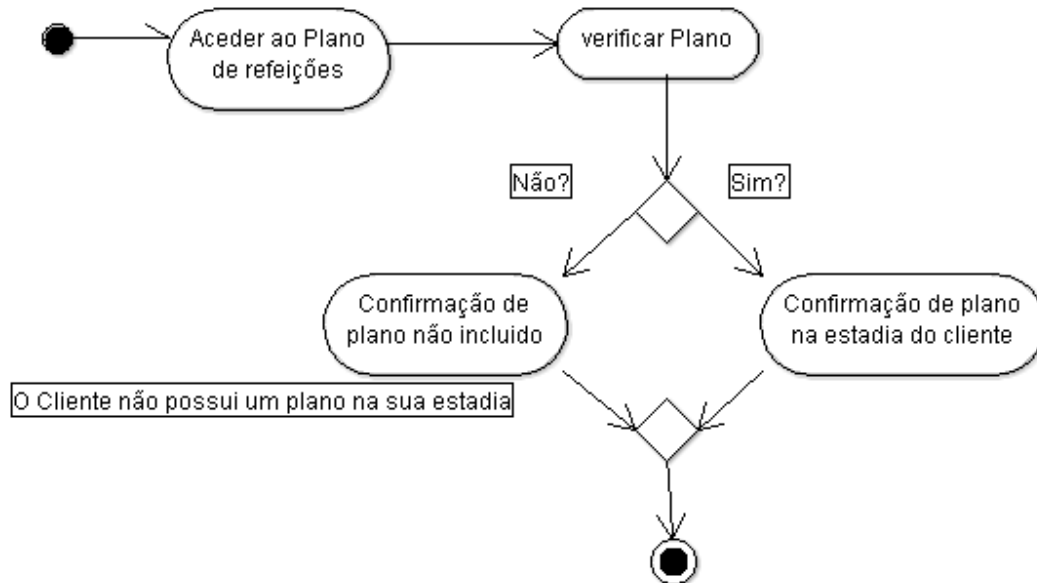 Aceder ao Plano
de refeições
verificar Plano
Não?
Sim?
Confirmação de
plano não incluido
Confirmação de plano
na estadia do cliente
O Cliente não possui um plano na sua estadia